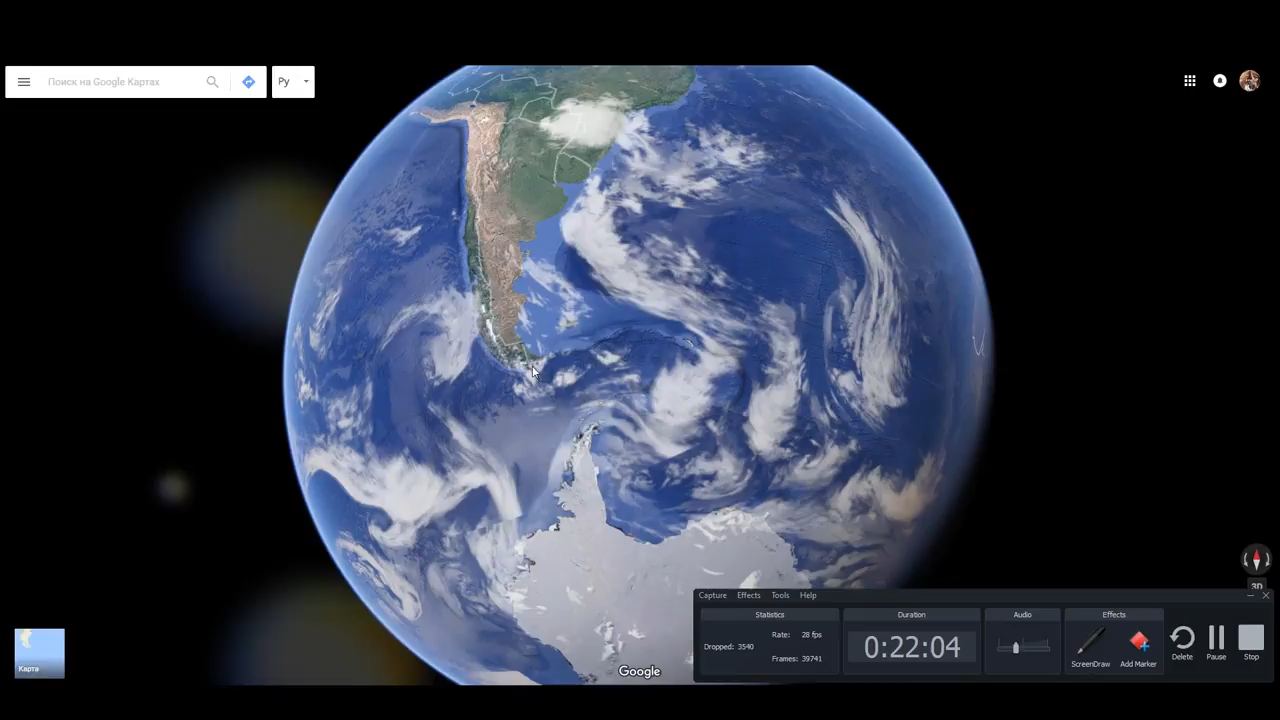 Поиск на Google Картах
Ру
3D
Capture Effects Tools Help
Statistics
Duration
Audio
Effects
Dropped: 3540
Rate: 28 fps
Frames: 39741
0:22:04
ScreenDraw
Add Marker
Delete
Pause
Stop
Карта
Google